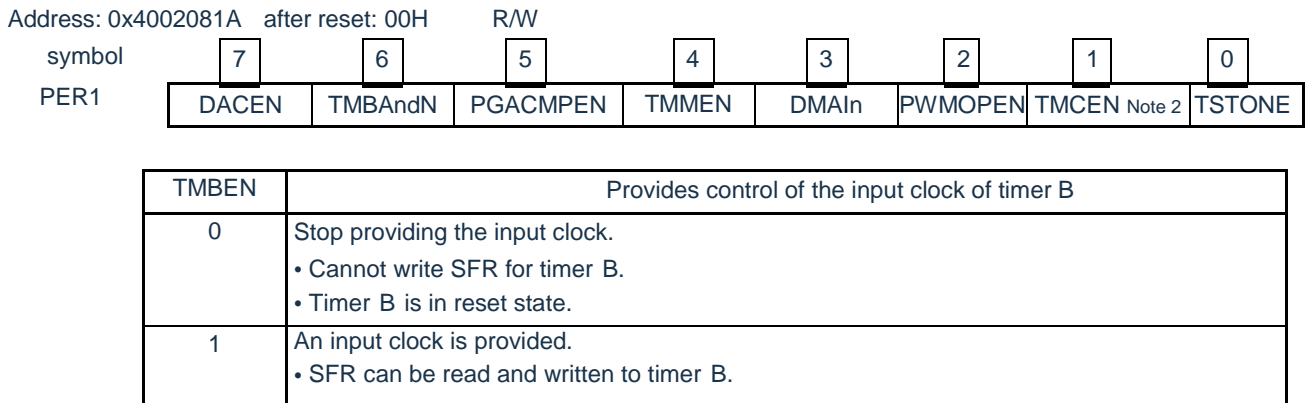 Address: 0x4002081A after reset: 00H R/W
symbol 7 6 5 4 3 2 1 0
PER1 DACEN TMBAndN PGACMPEN TMMEN DMAIn PWMOPEN TMCEN Note 2 TSTONE
TMBEN Provides control of the input clock of timer B
0 Stop providing the input clock.
• Cannot write SFR for timer B.
• Timer B is in reset state.
1 An input clock is provided.
• SFR can be read and written to timer B.